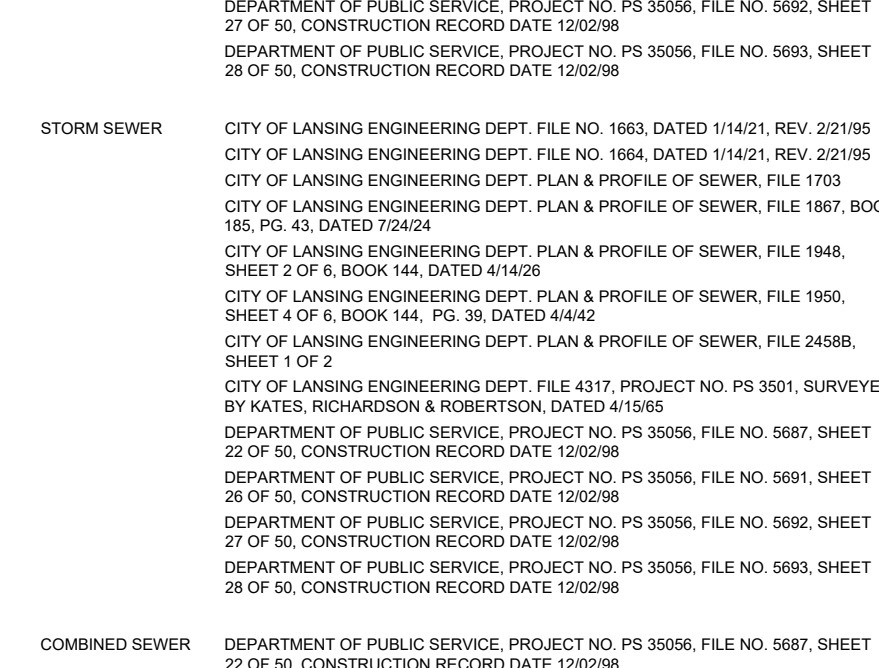 DEPARTMENT OF PUBLIC SERVICE, PROJECT NO. PS 35056, FILE NO. 5692, SHEET
27 OF 50, CONSTRUCTION RECORD DATE 12/02/98
DEPARTMENT OF PUBLIC SERVICE, PROJECT NO. PS 35056, FILE NO. 5693, SHEET
28 OF 50, CONSTRUCTION RECORD DATE 12/02/98
STORM SEWER CITY OF LANSING ENGINEERING DEPT. FILE NO. 1663, DATED 1/14/21, REV. 2/21/95
CITY OF LANSING ENGINEERING DEPT. FILE NO. 1664, DATED 1/14/21, REV. 2/21/95
CITY OF LANSING ENGINEERING DEPT. PLAN & PROFILE OF SEWER, FILE 1703
CITY OF LANSING ENGINEERING DEPT. PLAN & PROFILE OF SEWER, FILE 1867,
185, PG. 43, DATED 7/24/24
CITY OF LANSING ENGINEERING DEPT. PLAN & PROFILE OF SEWER, FILE 1948,
SHEET 2 OF 6, BOOK 144, DATED 4/14/26
CITY OF LANSING ENGINEERING DEPT. PLAN & PROFILE OF SEWER, FILE 1950,
SHEET 4 OF 6, BOOK 144, PG. 39, DATED 4/4/42
CITY OF LANSING ENGINEERING DEPT. PLAN & PROFILE OF SEWER, FILE 2458B,
SHEET 1 OF 2
CITY OF LANSING ENGINEERING DEPT. FILE 4317, PROJECT NO. PS 3501, SURVEYE
BY KATES, RICHARDSON & ROBERTSON, DATED 4/15/65
DEPARTMENT OF PUBLIC SERVICE, PROJECT NO. PS 35056, FILE NO. 5687, SHEET
22 OF 50, CONSTRUCTION RECORD DATE 12/02/98
DEPARTMENT OF PUBLIC SERVICE, PROJECT NO. PS 35056, FILE NO. 5691, SHEET
26 OF 50, CONSTRUCTION RECORD DATE 12/02/98
DEPARTMENT OF PUBLIC SERVICE, PROJECT NO. PS 35056, FILE NO. 5692, SHEET
27 OF 50, CONSTRUCTION RECORD DATE 12/02/98
DEPARTMENT OF PUBLIC SERVICE, PROJECT NO. PS 35056, FILE NO. 5693, SHEET
28 OF 50, CONSTRUCTION RECORD DATE 12/02/98
COMBINED SEWER DEPARTMENT OF PUBLIC SERVICE, PROJECT NO. PS 35056, FILE NO. 5687, SHEET
22 OF 50, CONSTRUCTION RECORD DATE 12/02/98